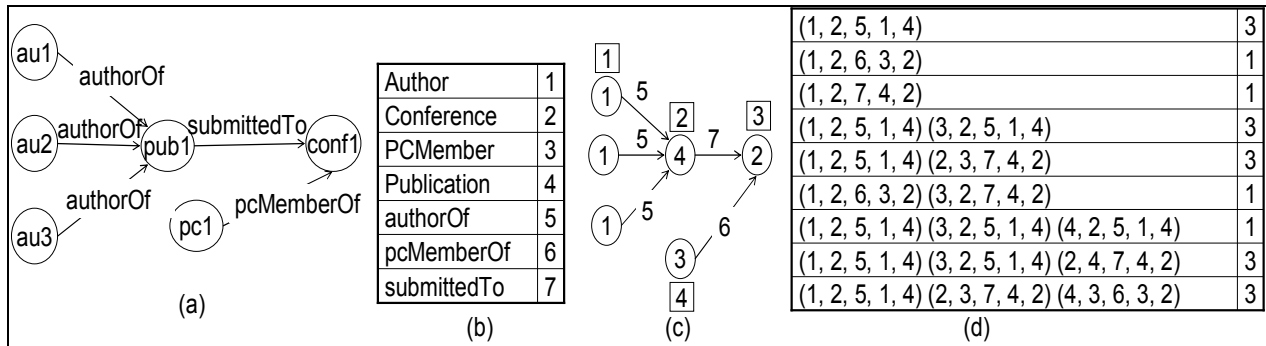 au1
authorOf
au2
authorOf
pub1
submittedTo
conf1
authorOf
pcMemberOf
au3
pc1
(a)
Author 1
Conference 2
PCMember 3
Publication 4
authorOf 5
pcMemberOf 6
submittedTo 7
(b)
1
1
5
2
3
1
5
4
7
2
5
1
6
3
4
(c)
(1, 2, 5, 1, 4) 3
(1, 2, 6, 3, 2) 1
(1, 2, 7, 4, 2) 1
(1, 2, 5, 1, 4) (3, 2, 5, 1, 4) 3
(1, 2, 5, 1, 4) (2, 3, 7, 4, 2) 3
(1, 2, 6, 3, 2) (3, 2, 7, 4, 2) 1
(1, 2, 5, 1, 4) (3, 2, 5, 1, 4) (4, 2, 5, 1, 4) 1
(1, 2, 5, 1, 4) (3, 2, 5, 1, 4) (2, 4, 7, 4, 2) 3
(1, 2, 5, 1, 4) (2, 3, 7, 4, 2) (4, 3, 6, 3, 2) 3
(d)